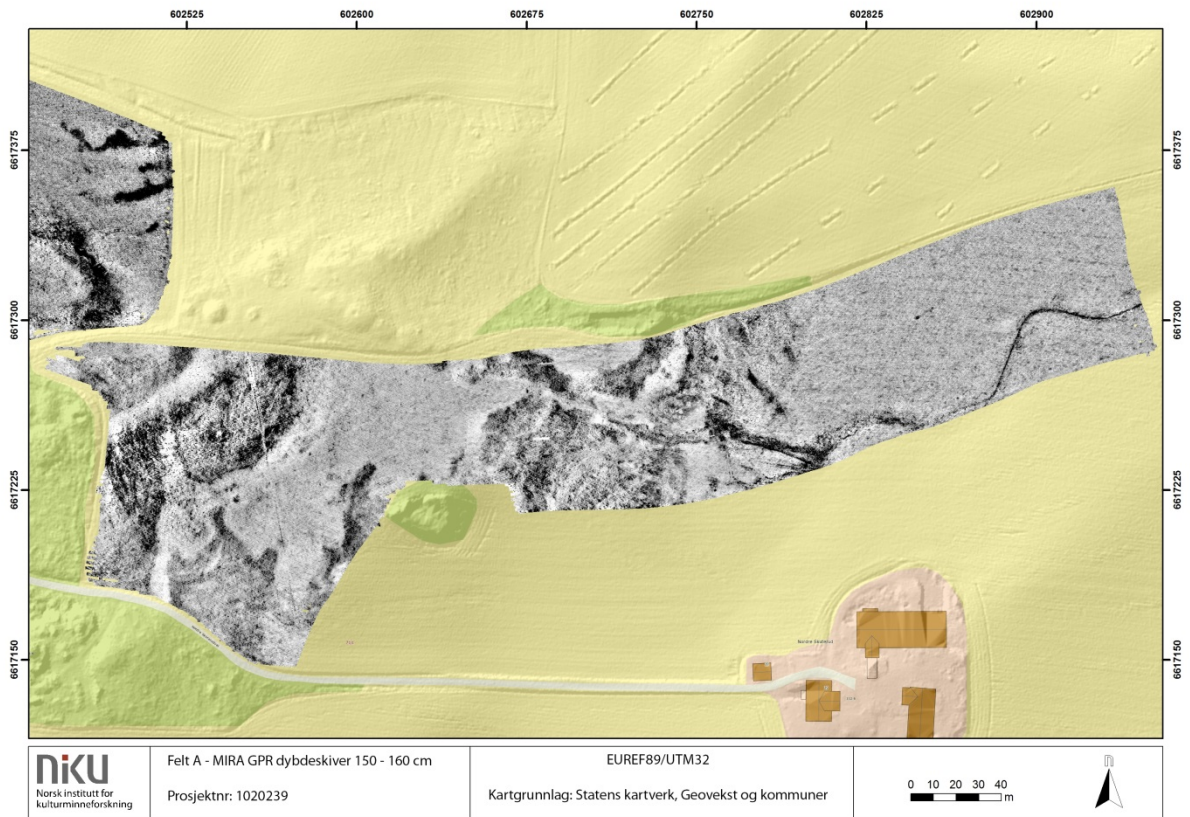 602525 602600 602675 602750 602825 602900
6617375 6617375
6617300 6617300
6617225 6617225
6617150 6617150
niku
Norsk institutt for
kulturminneforskning
Felt A - MIRA GPR dybdeskiver 150 - 160 cm
Prosjektnr: 1020239
EUREF89/UTM32
Kartgrunnlag: Statens kartverk, Geovekst og kommuner
0 10 20 30 40
m
n